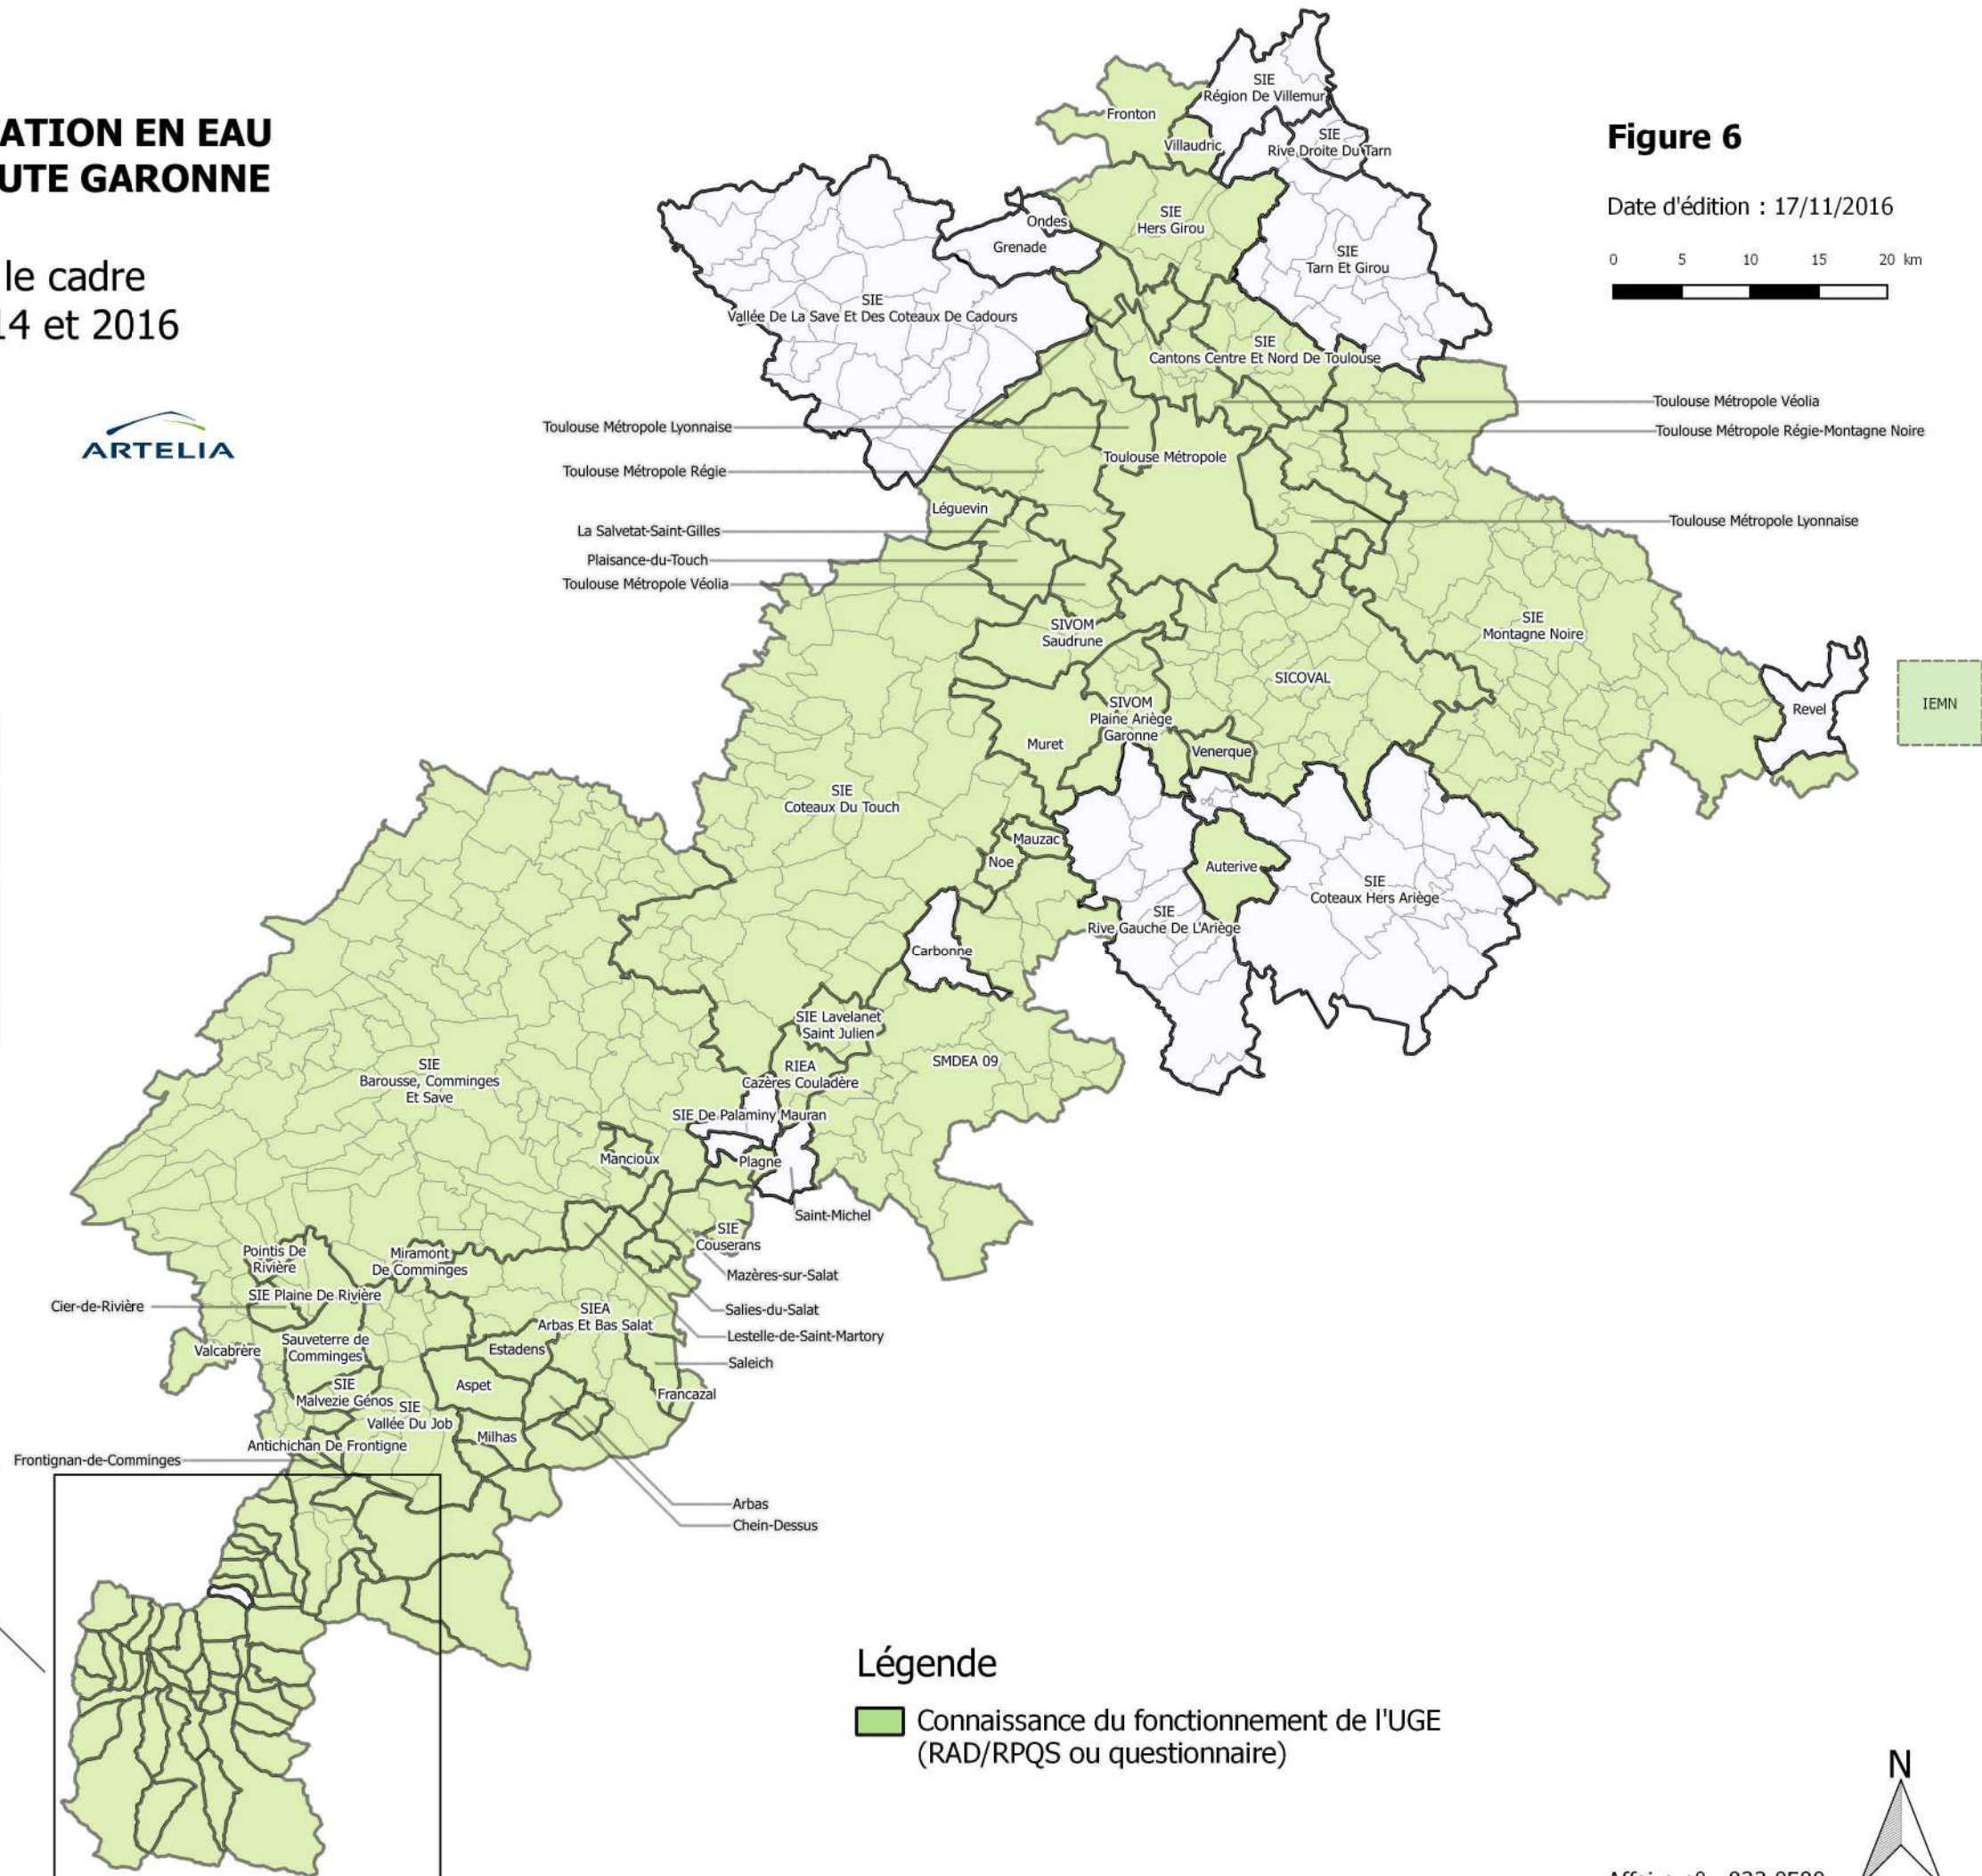 ATION EN EAU
UTE GARONNE
le cadre
14 et 2016
ARTELIA
Figure 6
Date d'édition : 17/11/2016
0 5 10 15 20 km
SIE
Région De Villemur
Fronton
Villaudric
SIE
Rive Droite Du Tarn
Ondes
Grenade
SIE
Hers Girou
SIE
Tarn Et Girou
SIE
Vallée De La Save Et Des Coteaux De Cadours
SIE
Cantons Centre Et Nord De Toulouse
Toulouse Métropole Véolia
Toulouse Métropole Régie-Montagne Noire
Toulouse Métropole Lyonnaise
Toulouse Métropole Lyonnaise
Toulouse Métropole
Toulouse Métropole Régie
Léguevin
La Salvetat-Saint-Gilles
Plaisance-du-Touch
Toulouse Métropole Véolia
SIVOM
Saudrune
SIE
Montagne Noire
SICOVAL
Revel
IEMN
SIVOM
Plaine Ariège
Garonne
Muret
Venerque
SIE
Coteaux Du Touch
Mauzac
Noe
Auterive
SIE
Coteaux Hers Ariège
SIE
Rive Gauche De L'Ariège
Carbonne
SIE Lavelanet
Saint Julien
SMDEA 09
RIEA
Cazères Couladère
SIE
Barousse, Comminges
Et Save
SIE De Palaminy Mauran
Mancioux
Plagne
Saint-Michel
SIE
Couserans
Mazères-sur-Salat
Salies-du-Salat
Lestelle-de-Saint-Martory
Saleich
Pointis De
Rivière
Miramont
De Comminges
SIE Plaine De Rivière
Cier-de-Rivière
SIEA
Arbas Et Bas Salat
Valcabrère
Sauveterre de
Comminges
Estadens
Aspet
Francazal
SIE
Malvezie Génos
SIE
Vallée Du Job
Milhas
Antichichan De Frontigne
Frontignan-de-Comminges
Arbas
Chein-Dessus
Légende
Connaissance du fonctionnement de l'UGE
(RAD/RPQS ou questionnaire)
N